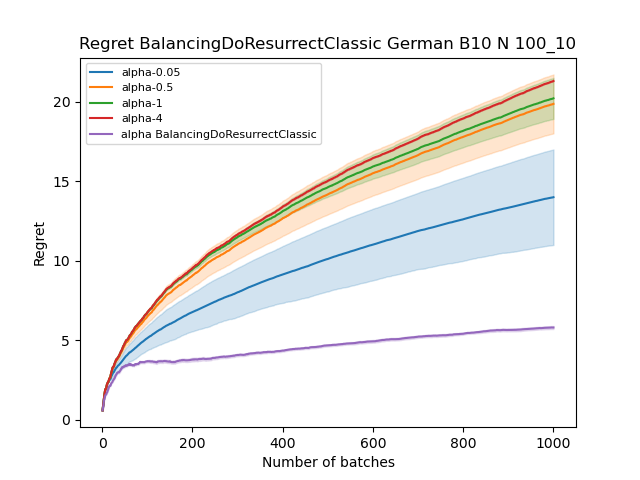 Regret BalancingDoResurrectClassic German B10 N 100_10
alpha-0.05
alpha-0.5
alpha-1
alpha-4
alpha BalancingDoResurrectClassic
Regret
20
15
10
5
0
0 200 400 600 800 1000
Number of batches